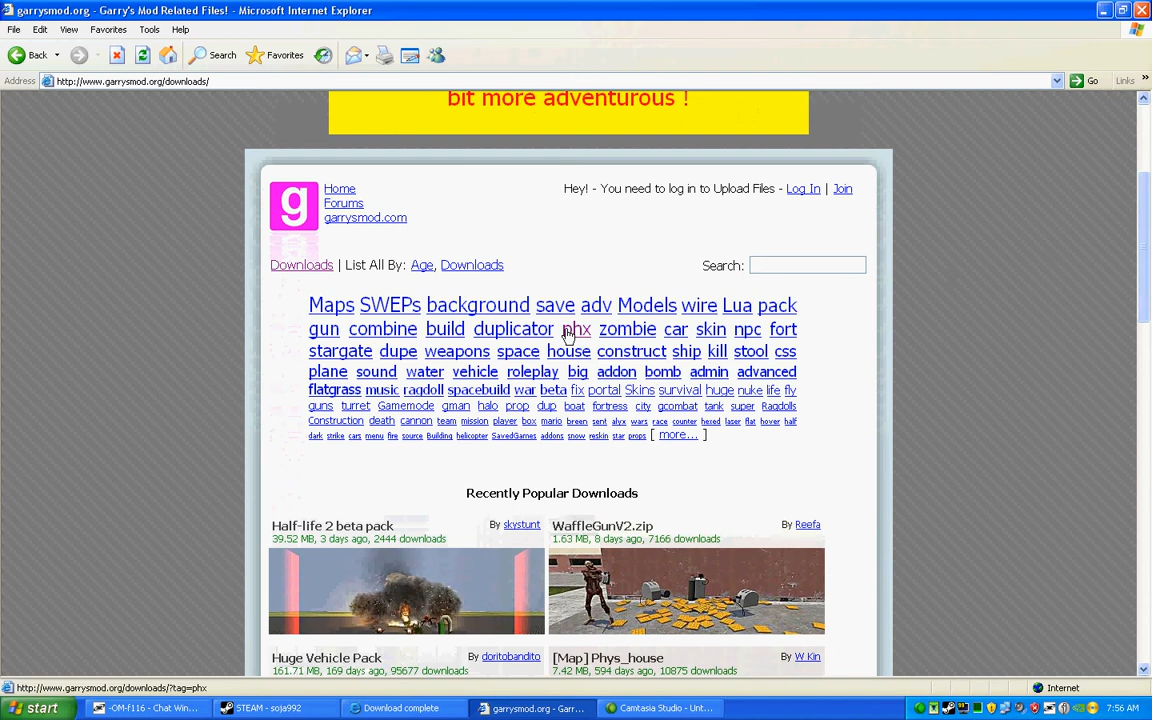 garrysmod.org - Garry's Mod Related Files! - Microsoft Internet Explorer
File Edit View Favorites Tools Help
Back Search Favorites
Address http://www.garrysmod.org/downloads/ Go Links »
bit more adventurous !
g
Home
Forums
garrysmod.com
Hey! - You need to log in to Upload Files - Log In | Join
Downloads | List All By: Age, Downloads Search:
Maps SWEPs background save adv Models wire Lua pack
gun combine build duplicator phx zombie car skin npc fort
stargate dupe weapons space house construct ship kill stool css
plane sound water vehicle roleplay big addon bomb admin advanced
flatgrass music ragdoll spacebuild war beta fix portal Skins survival huge nuke life fly
guns turret Gamemode gman halo prop dup boat fortress city gcombat tank super Ragdolls
Construction death cannon team mission player box mario breen sent alyx wars race counter hexed laser flat hover half
dark strike cars menu fire source Building helicopter SavedGames addons snow reskin star props [ more... ]
Recently Popular Downloads
Half-life 2 beta pack By skystunt
39.52 MB, 3 days ago, 2444 downloads
WaffleGunV2.zip By Reefa
1.63 MB, 8 days ago, 7166 downloads
Huge Vehicle Pack By doritobandito
161.71 MB, 169 days ago, 95677 downloads
[Map] Phys_house By W Kin
7.42 MB, 594 days ago, 10875 downloads
http://www.garrysmod.org/downloads/?tag=phx Internet
start -OM-f116 - Chat Win... STEAM - soja992 Download complete garrysmod.org - Garr... Camtasia Studio - Unt... 7:56 AM